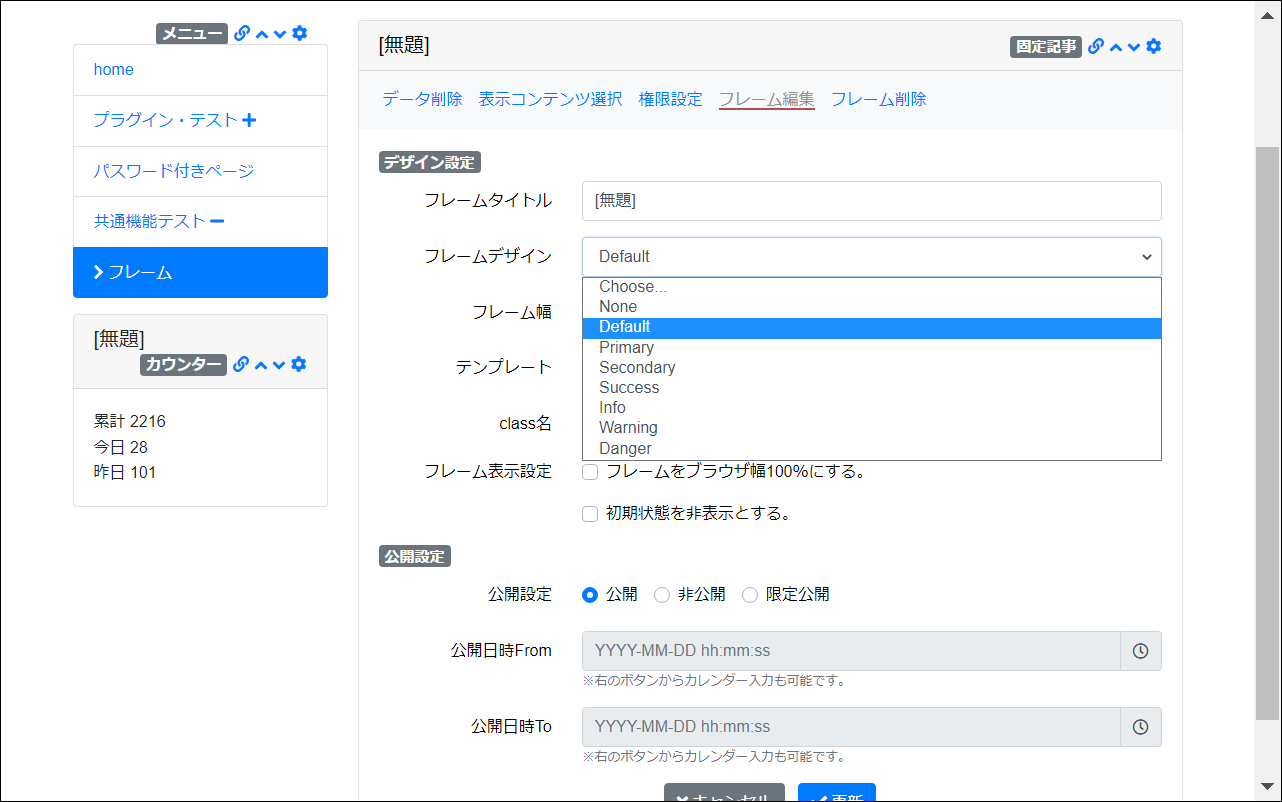 メニュー
home
プラグイン・テスト
パスワード付きページ
共通機能テスト
フレーム
[無題]
カウンター
累計 2216
今日 28
昨日 101
[無題]
固定記事
データ削除 表示コンテンツ選択 権限設定 フレーム編集 フレーム削除
デザイン設定
フレームタイトル [無題]
フレームデザイン Default
Choose...
None
フレーム幅
Default
Primary
テンプレート
Secondary
Success
Info
class名
Warning
Danger
フレーム表示設定 フレームをブラウザ幅100%にする。
初期状態を非表示とする。
公開設定
公開設定 公開 非公開 限定公開
公開日時From YYYY-MM-DD hh:mm:ss
※右のボタンからカレンダー入力も可能です。
公開日時To YYYY-MM-DD hh:mm:ss
※右のボタンからカレンダー入力も可能です。
キャンセル 更新